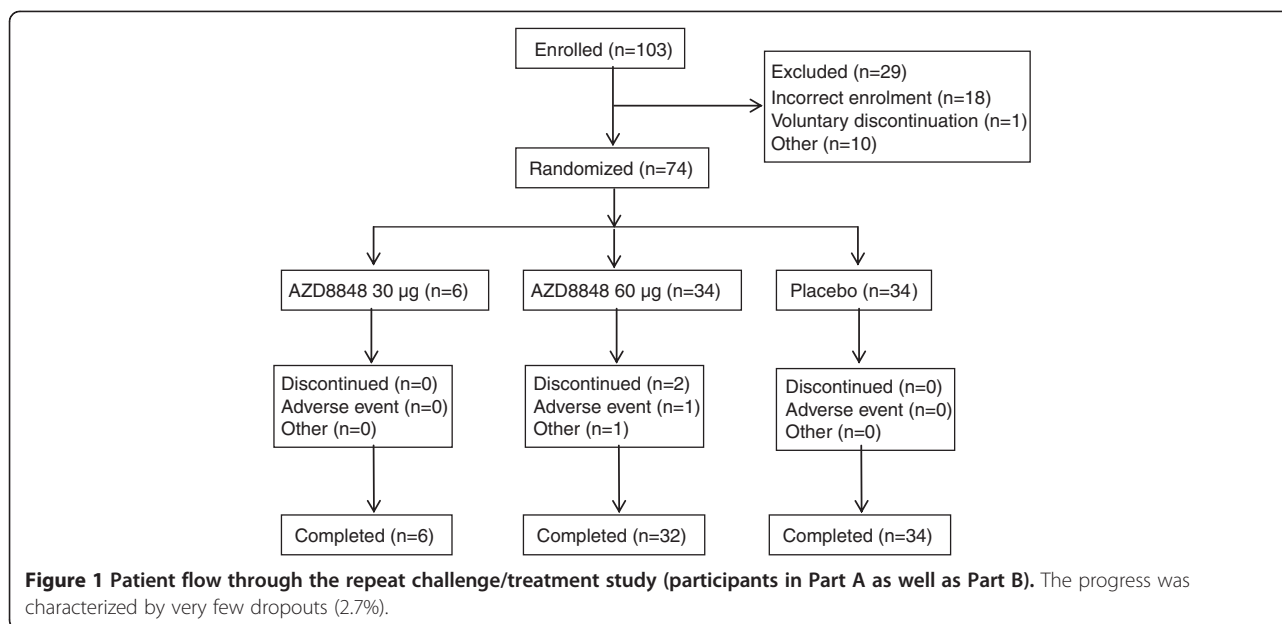 Enrolled (n=103)
Excluded (n=29)
Incorrect enrolment (n=18)
Voluntary discontinuation (n=1)
Other (n=10)
Randomized (n=74)
AZD8848 30 µg (n=6)
AZD8848 60 µg (n=34)
Placebo (n=34)
Discontinued (n=0)
Adverse event (n=0)
Other (n=0)
Discontinued (n=2)
Adverse event (n=1)
Other (n=1)
Discontinued (n=0)
Adverse event (n=0)
Other (n=0)
Completed (n=6)
Completed (n=32)
Completed (n=34)
Figure 1 Patient flow through the repeat challenge/treatment study (participants in Part A as well as Part B). The progress was
characterized by very few dropouts (2.7%).